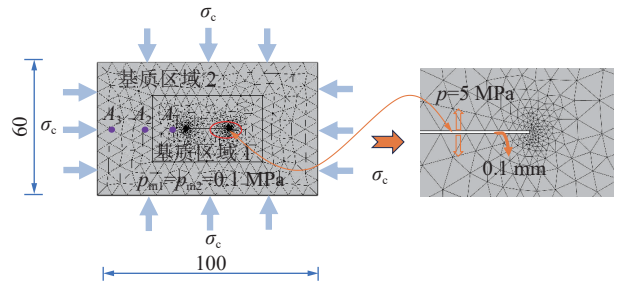 σc
基质区域 2
p=5 MPa
A3 A2 A1
60
σc
基质区域 1
σc
0.1 mm
pm1=pm2=0.1 MPa
σc
100